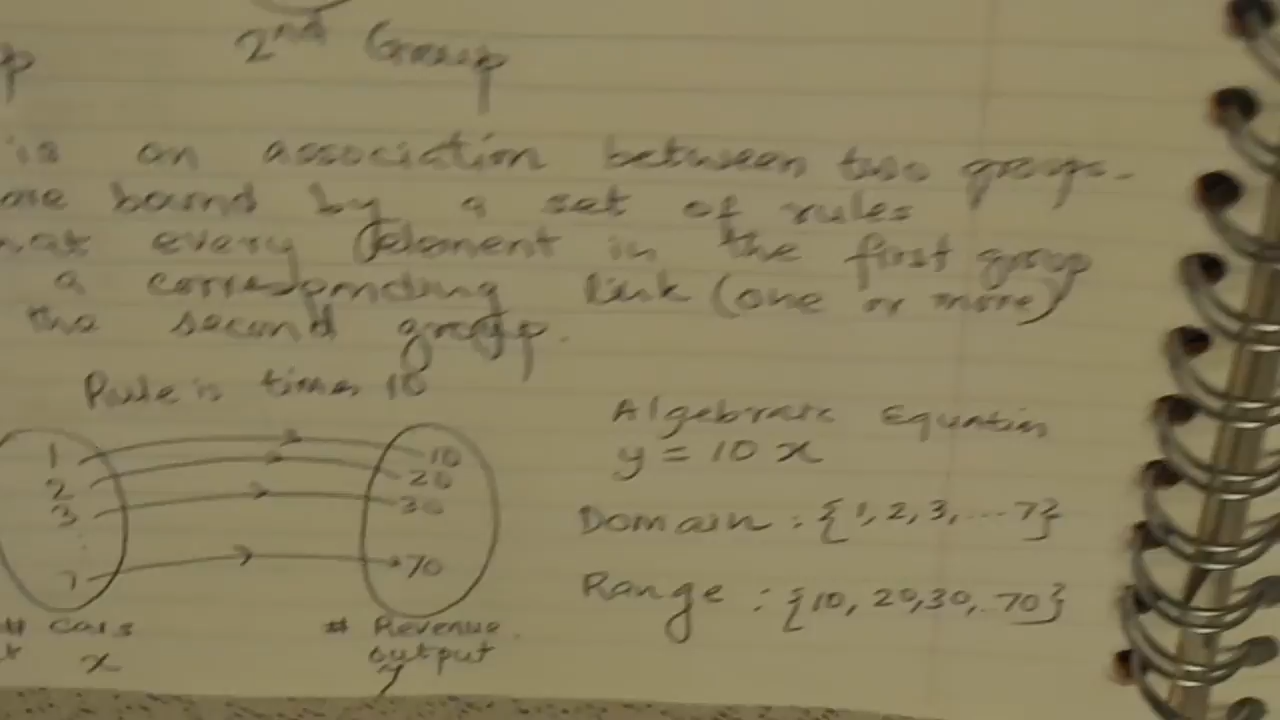 2nd Group
is an association between two groups.
bound by a set of rules
every element in the first group
a corresponding link (one or more)
the second group.
Rule is times 10
1 10
2 20
3 30
7 70
Algebraic Equation
y = 10 x
Domain : {1, 2, 3, ... 7}
Range : {10, 20, 30, .. 70}
# Cars
x
# Revenue
output
y